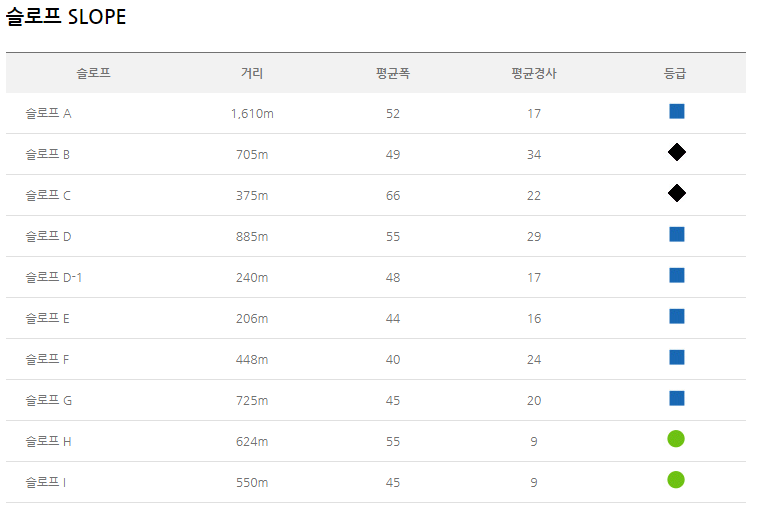 슬로프 SLOPE
슬로프 거리 평균폭 평균경사 등급
슬로프 A 1,610m 52 17
슬로프 B 705m 49 34
슬로프 C 375m 66 22
슬로프 D 885m 55 29
슬로프 D-1 240m 48 17
슬로프 E 206m 44 16
슬로프 F 448m 40 24
슬로프 G 725m 45 20
슬로프 H 624m 55 9
슬로프 I 550m 45 9